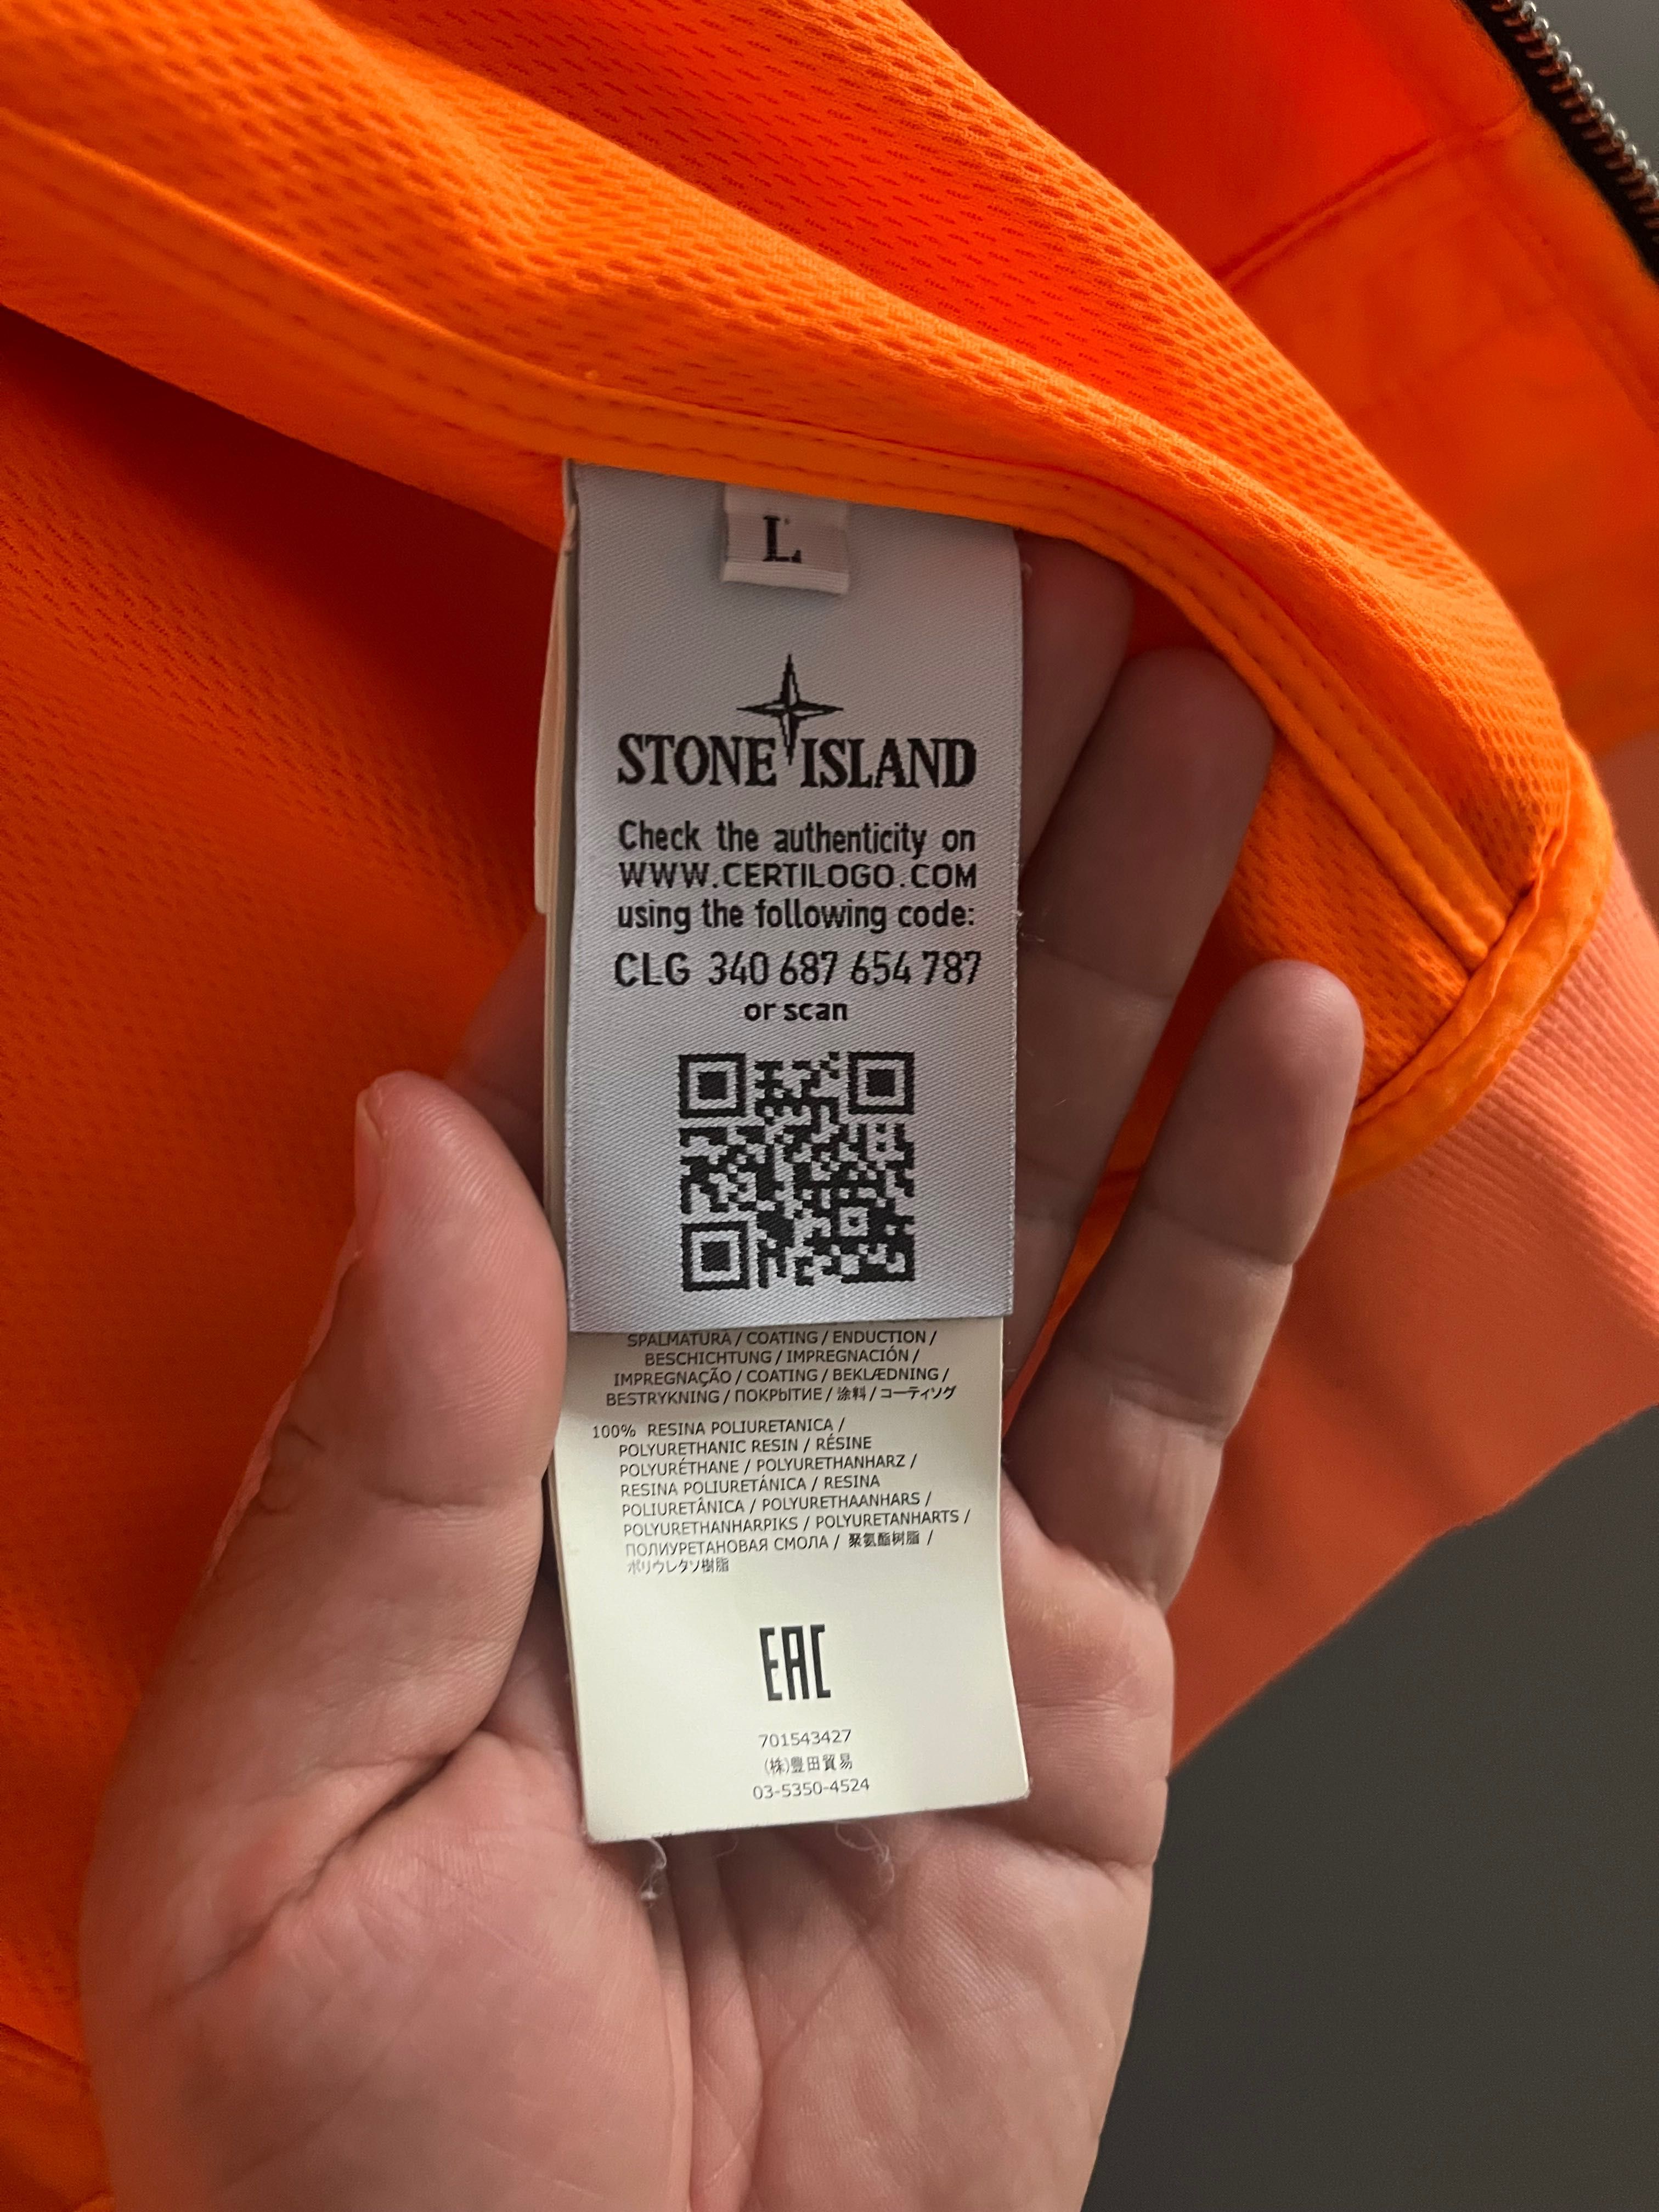 L
STONE ISLAND
Check the authenticity on
WWW.CERTILOGO.COM
using the following code:
CLG 340 687 654 787
or scan
SPALMATURA / COATING / ENDUCTION /
BESCHICHTUNG / IMPREGNACIÓN /
IMPREGNAÇÃO / COATING / BEKLÆDNING /
BESTRYKNING / ПОКРЫТИЕ / 涂料 / コーティソグ
100% RESINA POLIURETANICA /
POLYURETHANIC RESIN / RÉSINE
POLYURÉTHANE / POLYURETHANHARZ /
RESINA POLIURETÁNICA / RESINA
POLIURETÂNICA / POLYURETHAANHARS /
POLYURETHANHARPIKS / POLYURETANHARTS /
ПОЛИУРЕТАНОВАЯ СМОЛА / 聚氨酯树脂 /
ポリウレタソ樹脂
EAC
701543427
(株)豊田貿易
03-5350-4524